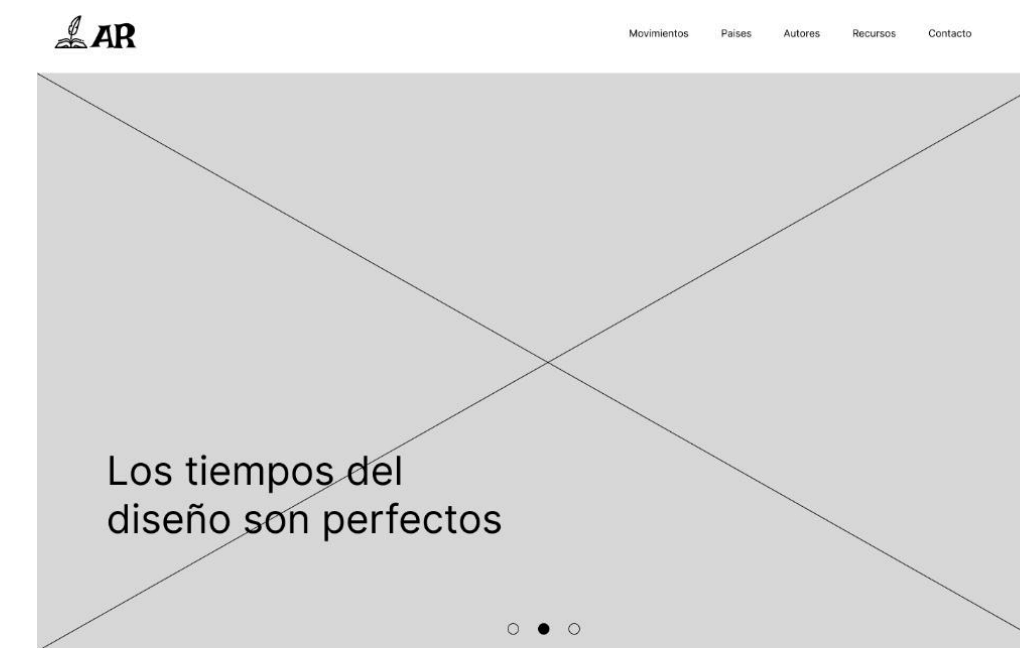 AR
Movimientos
Paises
Autores
Recursos
Contacto
Los tiempos del
diseño son perfectos